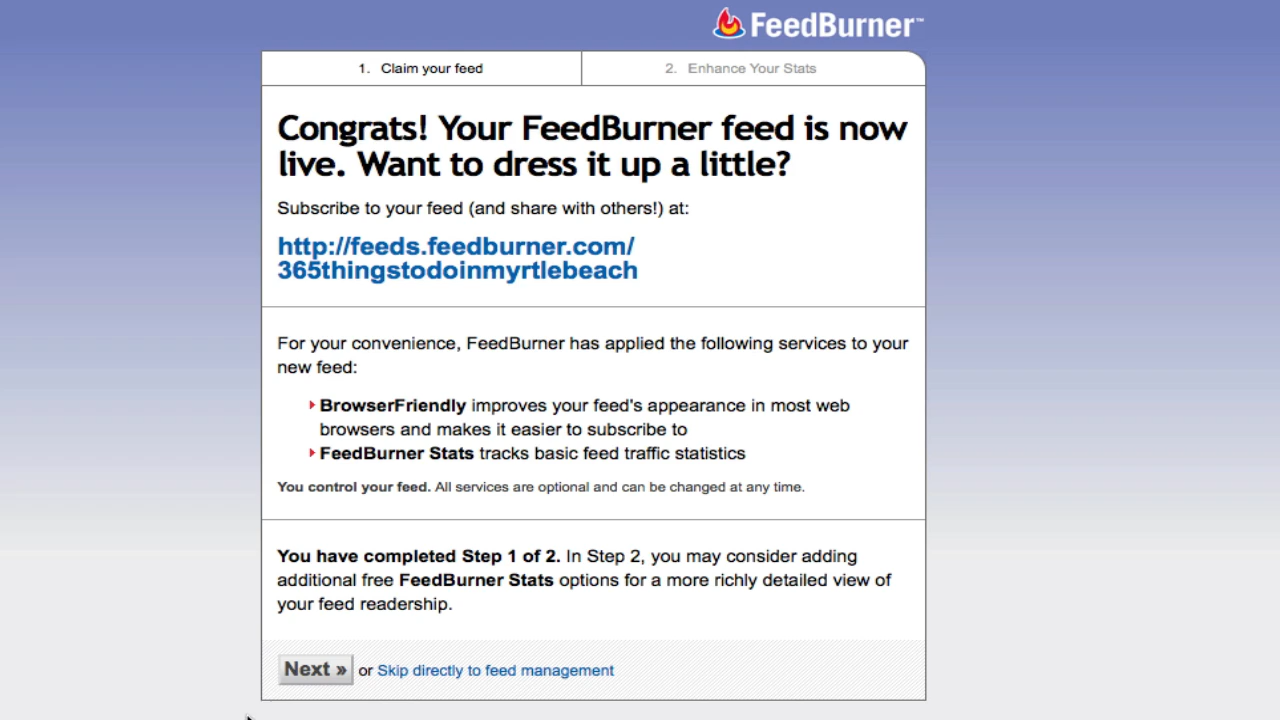 FeedBurner™
1. Claim your feed
2. Enhance Your Stats
Congrats! Your FeedBurner feed is now
live. Want to dress it up a little?
Subscribe to your feed (and share with others!) at:
http://feeds.feedburner.com/
365thingstodoinmyrtlebeach
For your convenience, FeedBurner has applied the following services to your
new feed:
BrowserFriendly improves your feed's appearance in most web
browsers and makes it easier to subscribe to
FeedBurner Stats tracks basic feed traffic statistics
You control your feed. All services are optional and can be changed at any time.
You have completed Step 1 of 2. In Step 2, you may consider adding
additional free FeedBurner Stats options for a more richly detailed view of
your feed readership.
Next » or Skip directly to feed management